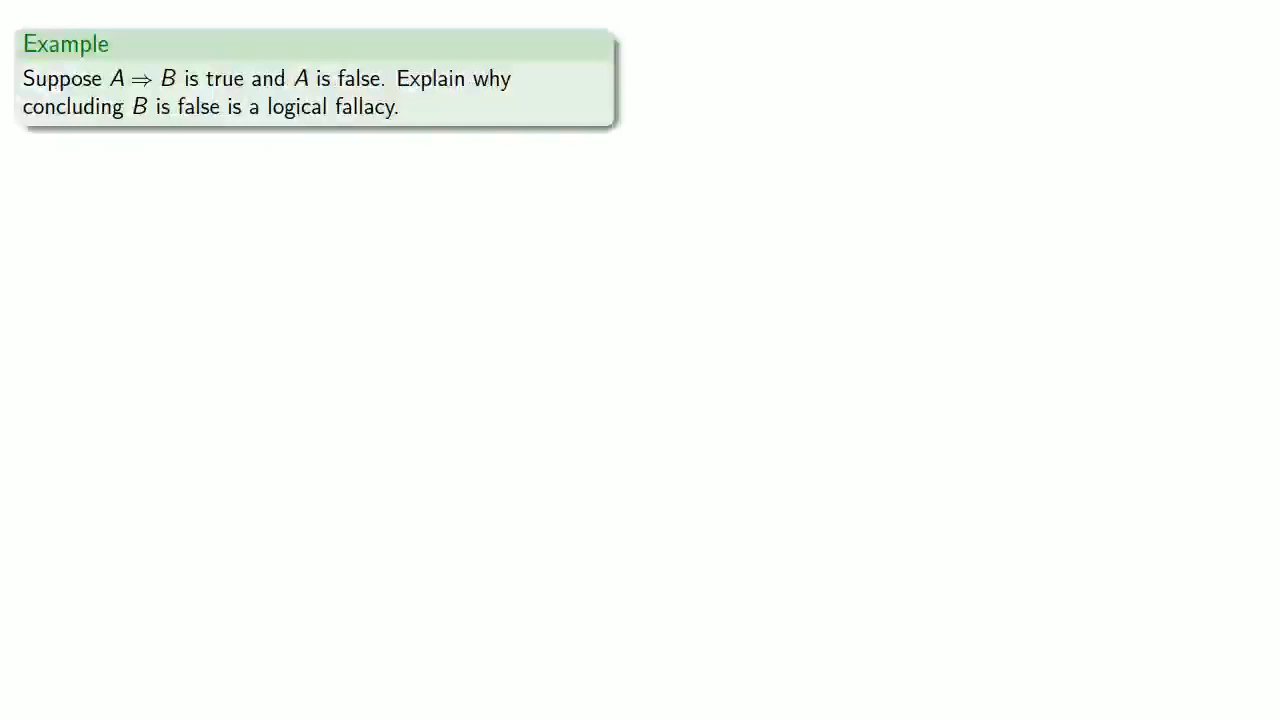 Example
Suppose A ⇒ B is true and A is false. Explain why
concluding B is false is a logical fallacy.